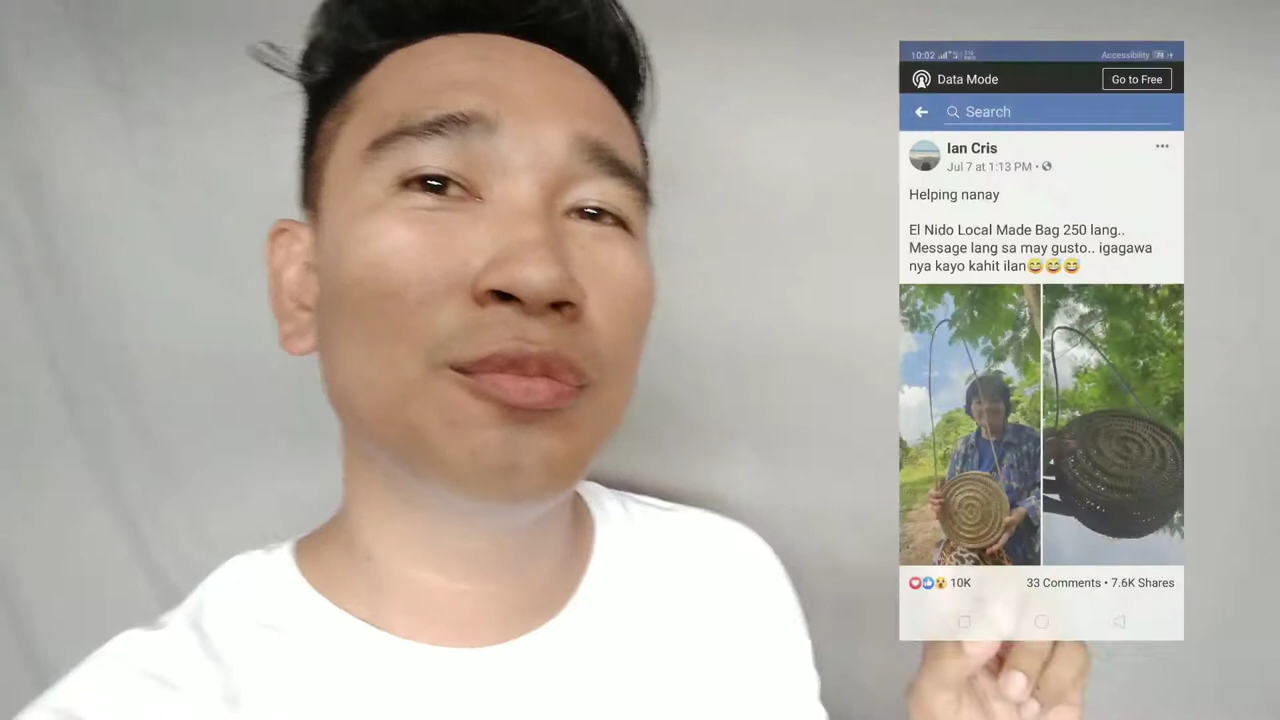 10:02
Accessibility 78
Data Mode
Go to Free
Search
Ian Cris
Jul 7 at 1:13 PM
Helping nanay
El Nido Local Made Bag 250 lang..
Message lang sa may gusto.. igagawa
nya kayo kahit ilan😅😅😅
10K
33 Comments • 7.6K Shares